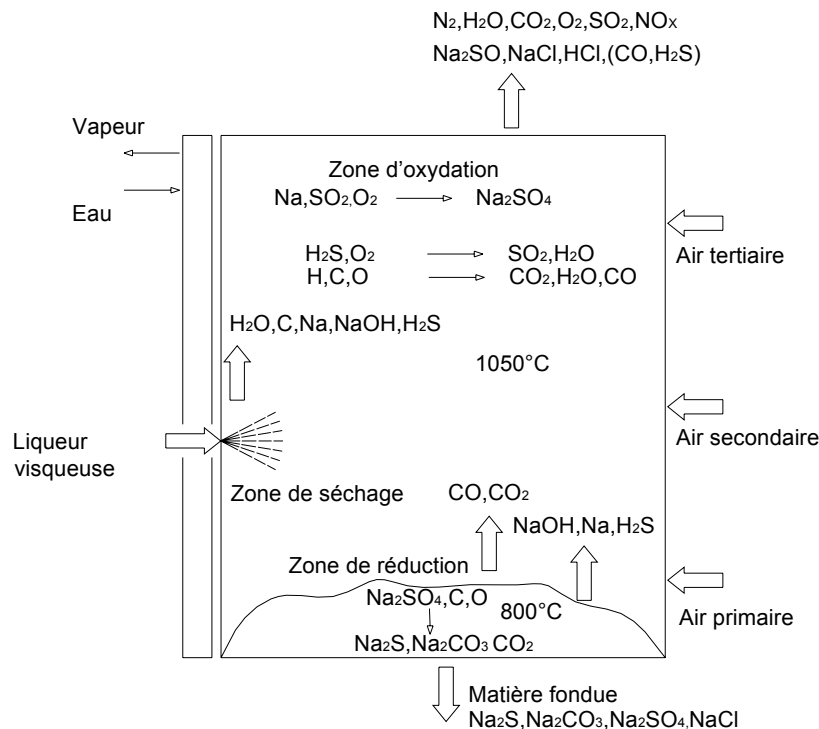 N₂,H₂O,CO₂,O₂,SO₂,NOx
Na₂SO,NaCl,HCl,(CO,H₂S)
Vapeur
Eau
Zone d'oxydation
Na,SO₂,O₂ → Na₂SO₄
H₂S,O₂ → SO₂,H₂O
H,C,O → CO₂,H₂O,CO
Air tertiaire
H₂O,C,Na,NaOH,H₂S
1050°C
Air secondaire
Liqueur
visqueuse
Zone de séchage
CO,CO₂
NaOH,Na,H₂S
Zone de réduction
Na₂SO₄,C,O
800°C
Air primaire
Na₂S,Na₂CO₃ CO₂
Matière fondue
Na₂S,Na₂CO₃,Na₂SO₄,NaCl